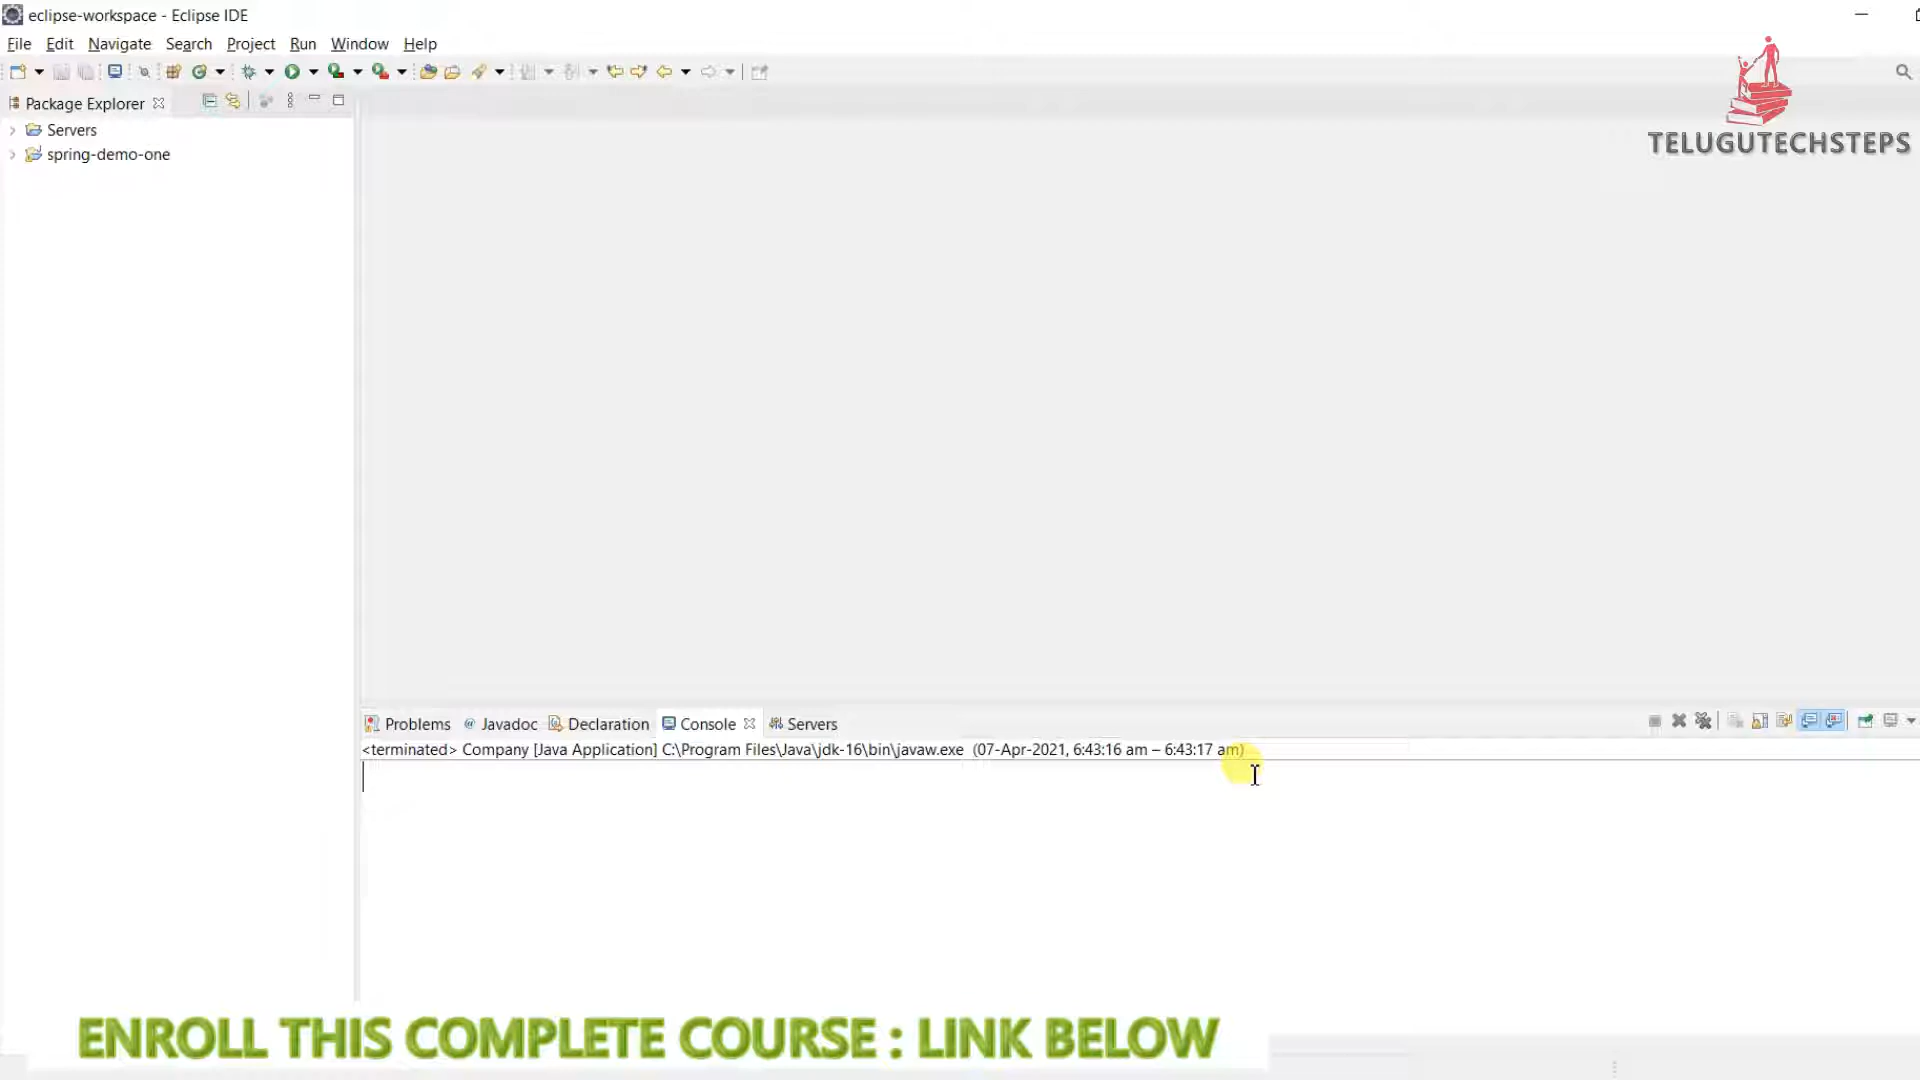 eclipse-workspace - Eclipse IDE
File Edit Navigate Search Project Run Window Help
Package Explorer
Servers
spring-demo-one
TELUGUTECHSTEPS
Problems @ Javadoc Declaration Console Servers
<terminated> Company [Java Application] C:\Program Files\Java\jdk-16\bin\javaw.exe (07-Apr-2021, 6:43:16 am – 6:43:17 am)
ENROLL THIS COMPLETE COURSE : LINK BELOW